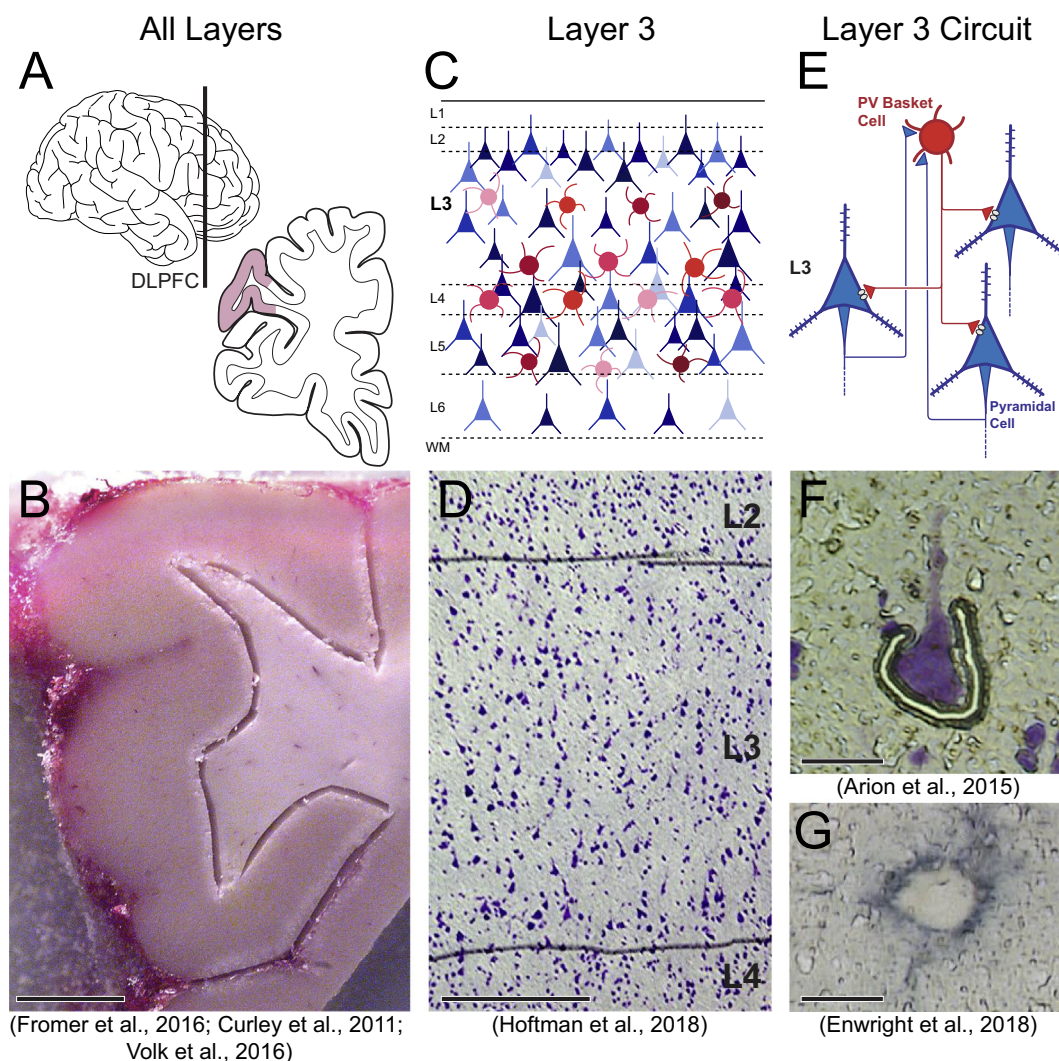 All Layers
Layer 3
Layer 3 Circuit
A
DLPFC
B
(Fromer et al., 2016; Curley et al., 2011;
Volk et al., 2016)
C
L1
L2
L3
L4
L5
L6
WM
D
L2
L3
L4
(Hoftman et al., 2018)
E
PV Basket
Cell
L3
Pyramidal
Cell
F
(Arion et al., 2015)
G
(Enwright et al., 2018)